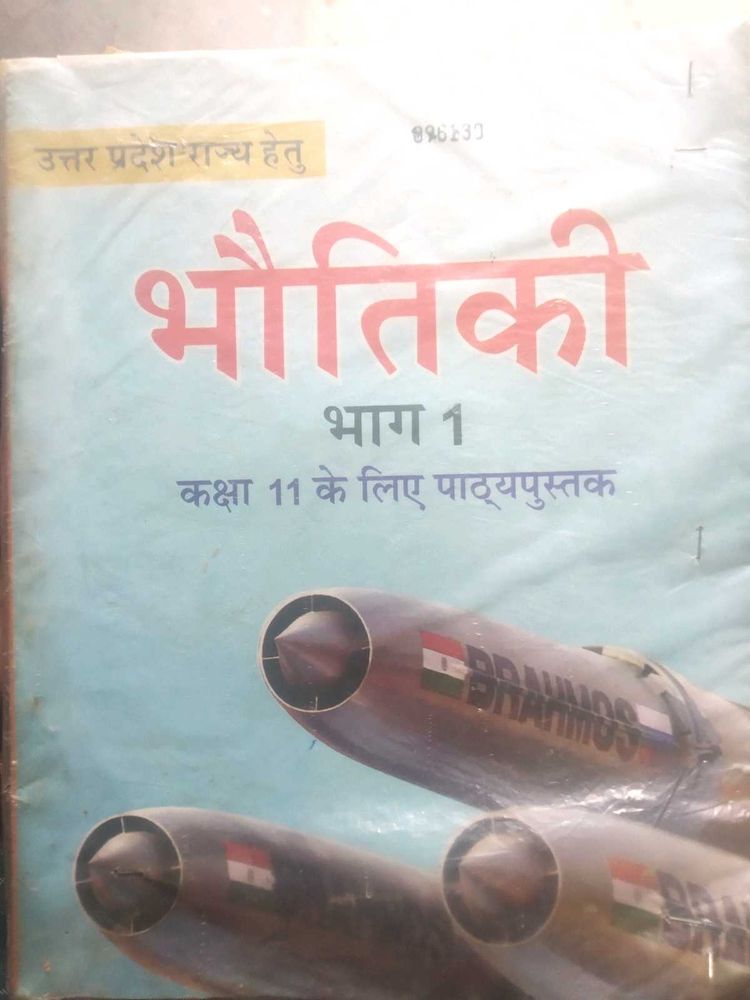 उत्तर प्रदेश राज्य हेतु
भौतिकी
भाग 1
कक्षा 11 के लिए पाठ्यपुस्तक
BRAHMOS